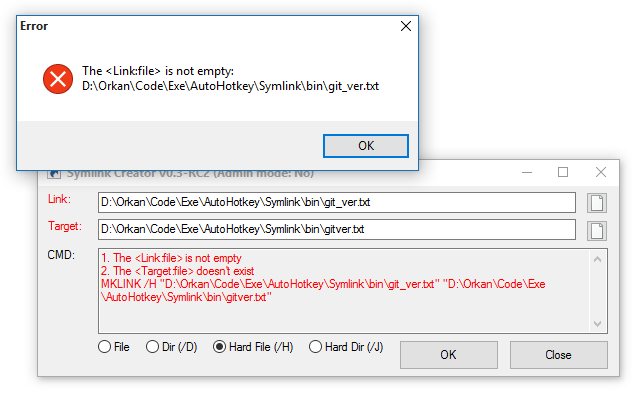 Error
The <Link:file> is not empty:
D:\Orkan\Code\Exe\AutoHotkey\Symlink\bin\git_ver.txt
OK
Symlink Creator v0.3-RC2 (Admin mode: No)
Link:
D:\Orkan\Code\Exe\AutoHotkey\Symlink\bin\git_ver.txt
Target:
D:\Orkan\Code\Exe\AutoHotkey\Symlink\bin\gitver.txt
CMD:
1. The <Link:file> is not empty
2. The <Target:file> doesn't exist
MKLINK /H "D:\Orkan\Code\Exe\AutoHotkey\Symlink\bin\git_ver.txt" "D:\Orkan\Code\Exe
\AutoHotkey\Symlink\bin\gitver.txt"
File
Dir (/D)
Hard File (/H)
Hard Dir (/J)
OK
Close